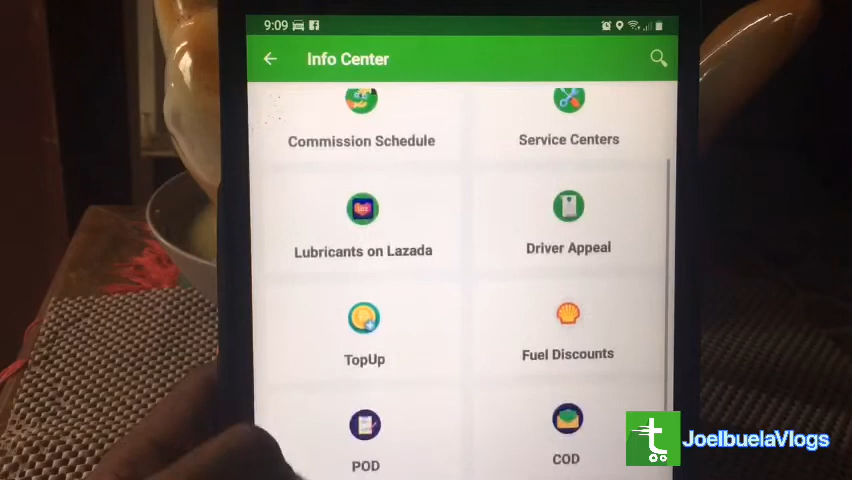 9:09
Info Center
Commission Schedule
Service Centers
Lubricants on Lazada
Driver Appeal
TopUp
Fuel Discounts
POD
COD
JoelbuelaVlogs